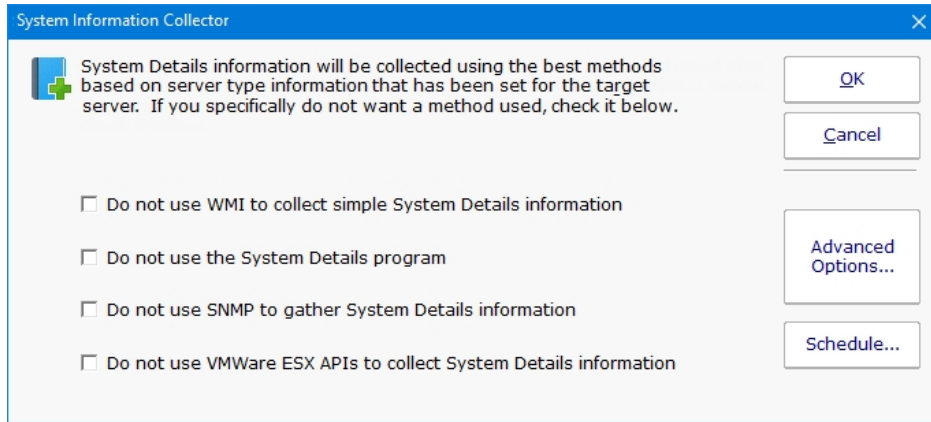 System Information Collector
System Details information will be collected using the best methods
based on server type information that has been set for the target
server.  If you specifically do not want a method used, check it below.
OK
Cancel
Do not use WMI to collect simple System Details information
Do not use the System Details program
Advanced
Options...
Do not use SNMP to gather System Details information
Schedule...
Do not use VMWare ESX APIs to collect System Details information